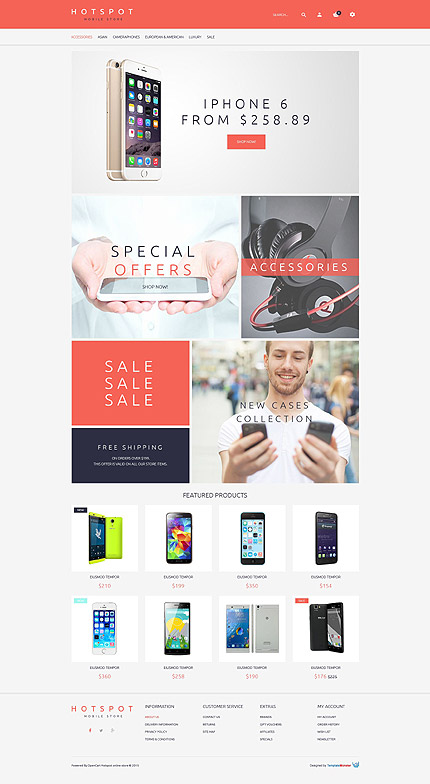 HOTSPOT
MOBILE STORE
SEARCH...
0
ACCESSORIES ASIAN CAMERAPHONES EUROPEAN & AMERICAN LUXURY SALE
IPHONE 6
FROM $258.89
SHOP NOW!
SPECIAL
OFFERS
SHOP NOW!
ACCESSORIES
SALE
SALE
SALE
FREE SHIPPING
ON ORDERS OVER $199.
THIS OFFER IS VALID ON ALL OUR STORE ITEMS.
NEW CASES
COLLECTION
FEATURED PRODUCTS
NEW
EIUSMOD TEMPOR EIUSMOD TEMPOR EIUSMOD TEMPOR EIUSMOD TEMPOR
$210 $199 $350 $154
EIUSMOD TEMPOR EIUSMOD TEMPOR EIUSMOD TEMPOR EIUSMOD TEMPOR
$360 $258 $190 $176 $225
HOTSPOT
MOBILE STORE
INFORMATION CUSTOMER SERVICE EXTRAS MY ACCOUNT
ABOUT US CONTACT US BRANDS MY ACCOUNT
DELIVERY INFORMATION RETURNS GIFT VOUCHERS ORDER HISTORY
PRIVACY POLICY SITE MAP AFFILIATES WISH LIST
TERMS & CONDITIONS SPECIALS NEWSLETTER
Powered By OpenCart Hotspot online store © 2015
Designed by TemplateMonster